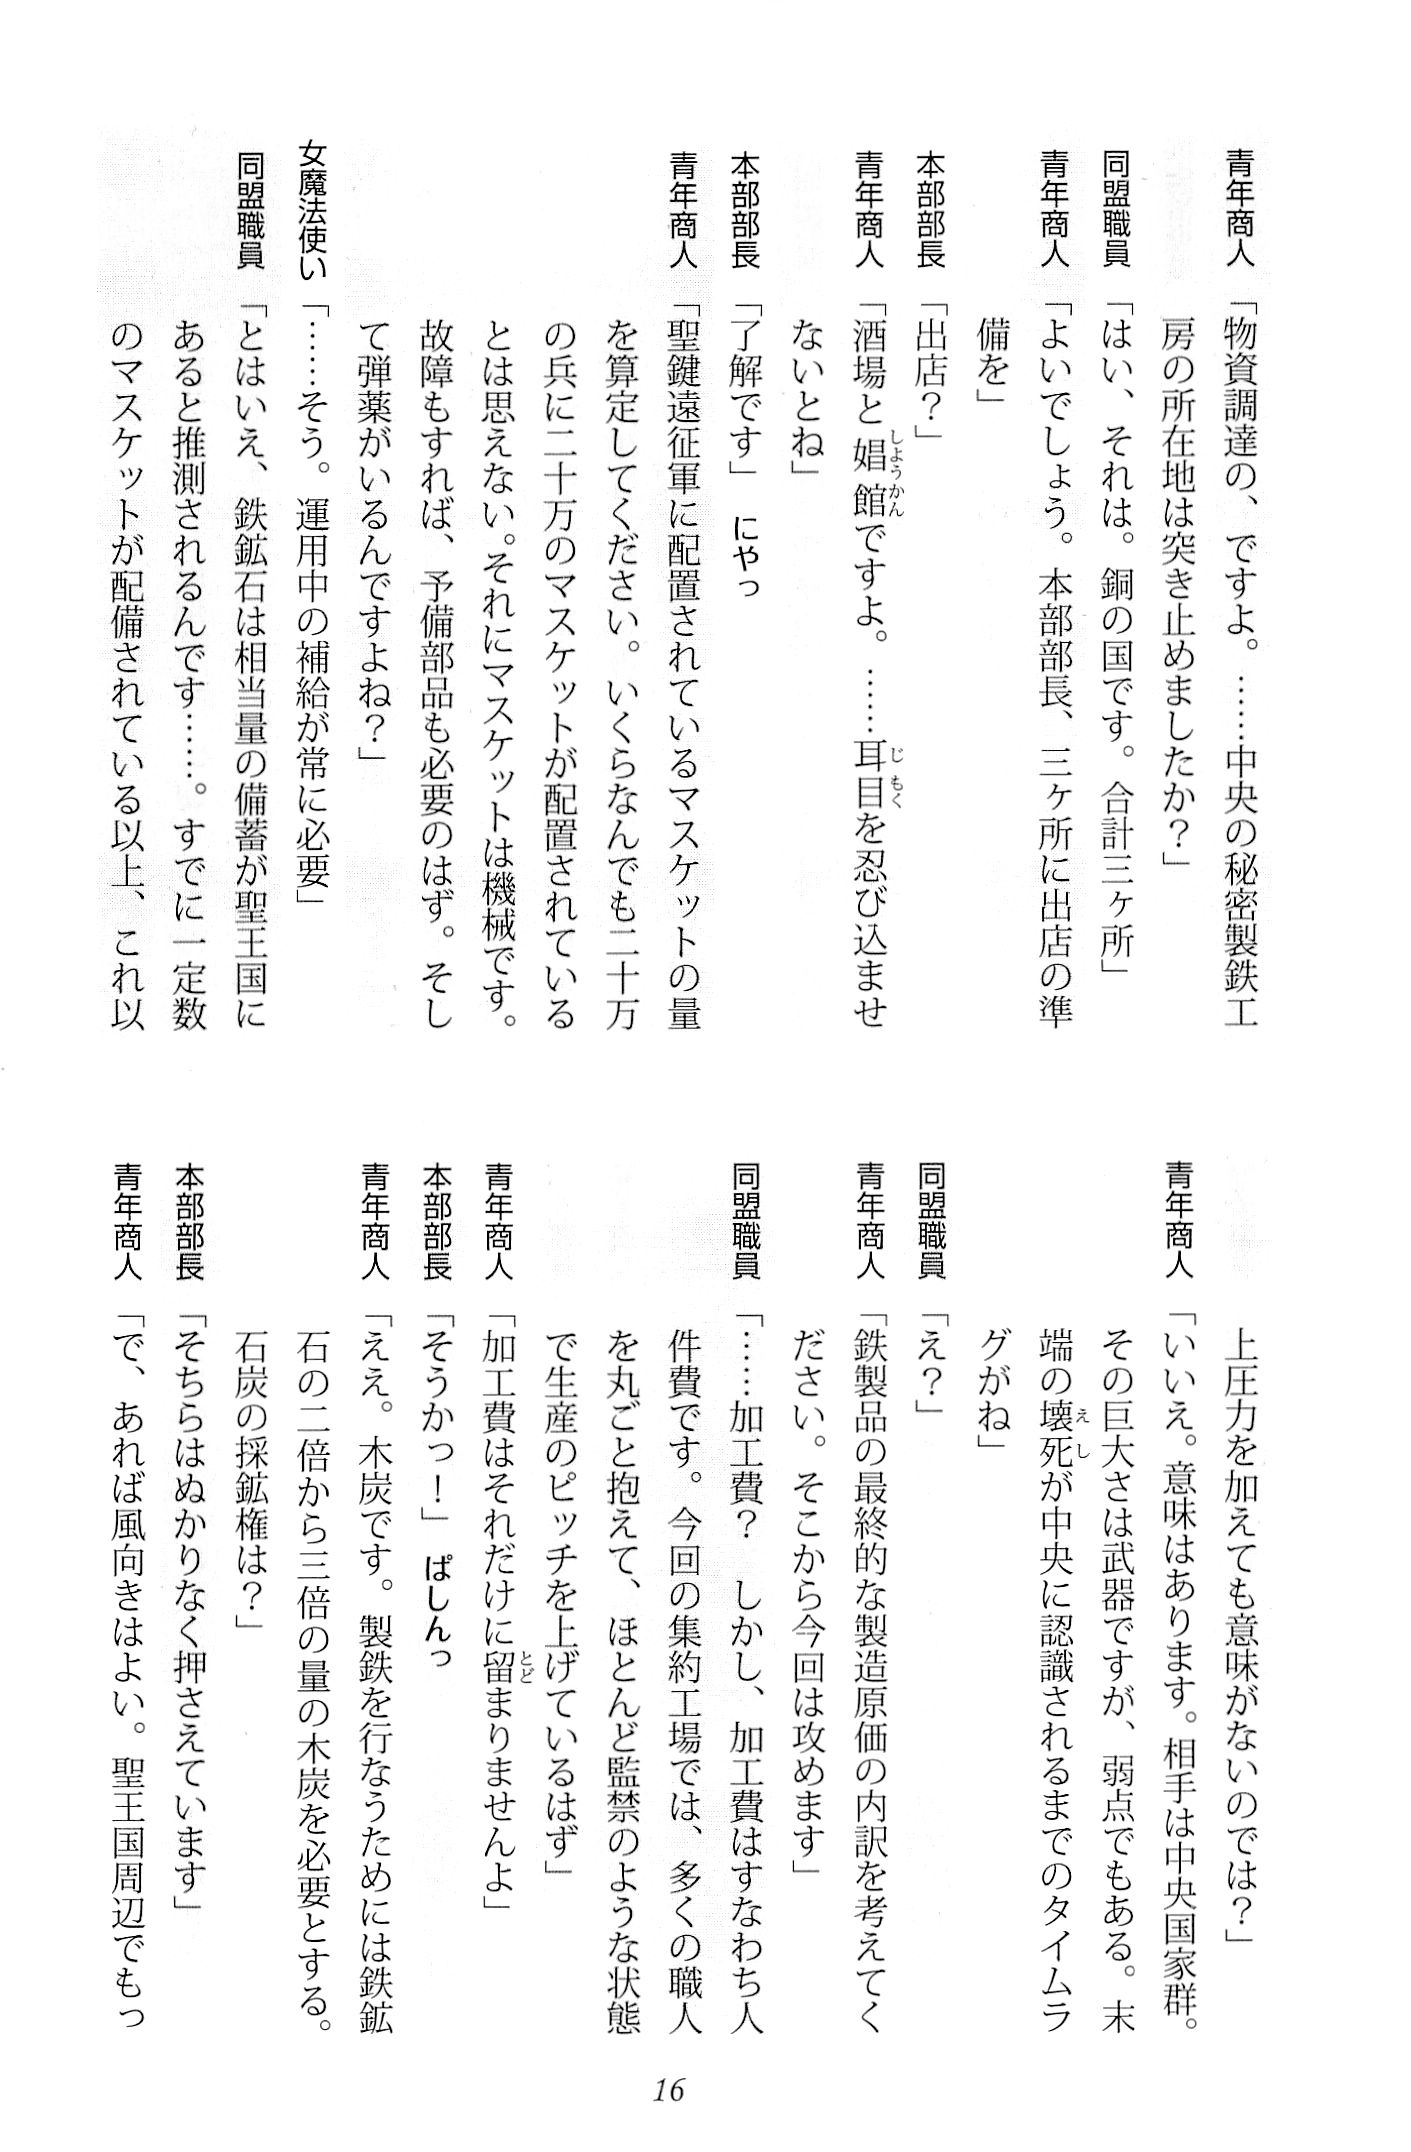 青年商人「物資調達の、ですよ。……中央の秘密製鉄工
房の所在地は突き止めましたか？」
同盟職員「はい、それは。銅の国です。合計三ヶ所」
青年商人「よいでしょう。本部部長、三ヶ所に出店の準
備を」
本部部長「出店？」
青年商人「酒場と娼館ですよ。……耳目を忍び込ませ
しようかん
じもく
ないとね」
本部部長「了解です」　にやっ
青年商人「聖鍵遠征軍に配置されているマスケットの量
を算定してください。いくらなんでも二十万
の兵に二十万のマスケットが配置されている
とは思えない。それにマスケットは機械です。
故障もすれば、予備部品も必要のはず。そし
て弾薬がいるんですよね？」
女魔法使い「……そう。運用中の補給が常に必要」
同盟職員「とはいえ、鉄鉱石は相当量の備蓄が聖王国に
あると推測されるんです……。すでに一定数
のマスケットが配備されている以上、これ以
上圧力を加えても意味がないのでは？」
青年商人「いいえ。意味はあります。相手は中央国家群。
その巨大さは武器ですが、弱点でもある。末
端の壊死が中央に認識されるまでのタイムラ
えし
グがね」
同盟職員「え？」
青年商人「鉄製品の最終的な製造原価の内訳を考えてく
ださい。そこから今回は攻めます」
同盟職員「……加工費？　しかし、加工費はすなわち人
件費です。今回の集約工場では、多くの職人
を丸ごと抱えて、ほとんど監禁のような状態
で生産のピッチを上げているはず」
青年商人「加工費はそれだけに留まりませんよ」
とど
本部部長「そうかっ！」　ぱしんっ
青年商人「ええ。木炭です。製鉄を行なうためには鉄鉱
石の二倍から三倍の量の木炭を必要とする。
石炭の採鉱権は？」
本部部長「そちらはぬかりなく押さえています」
青年商人「で、あれば風向きはよい。聖王国周辺でもっ
16